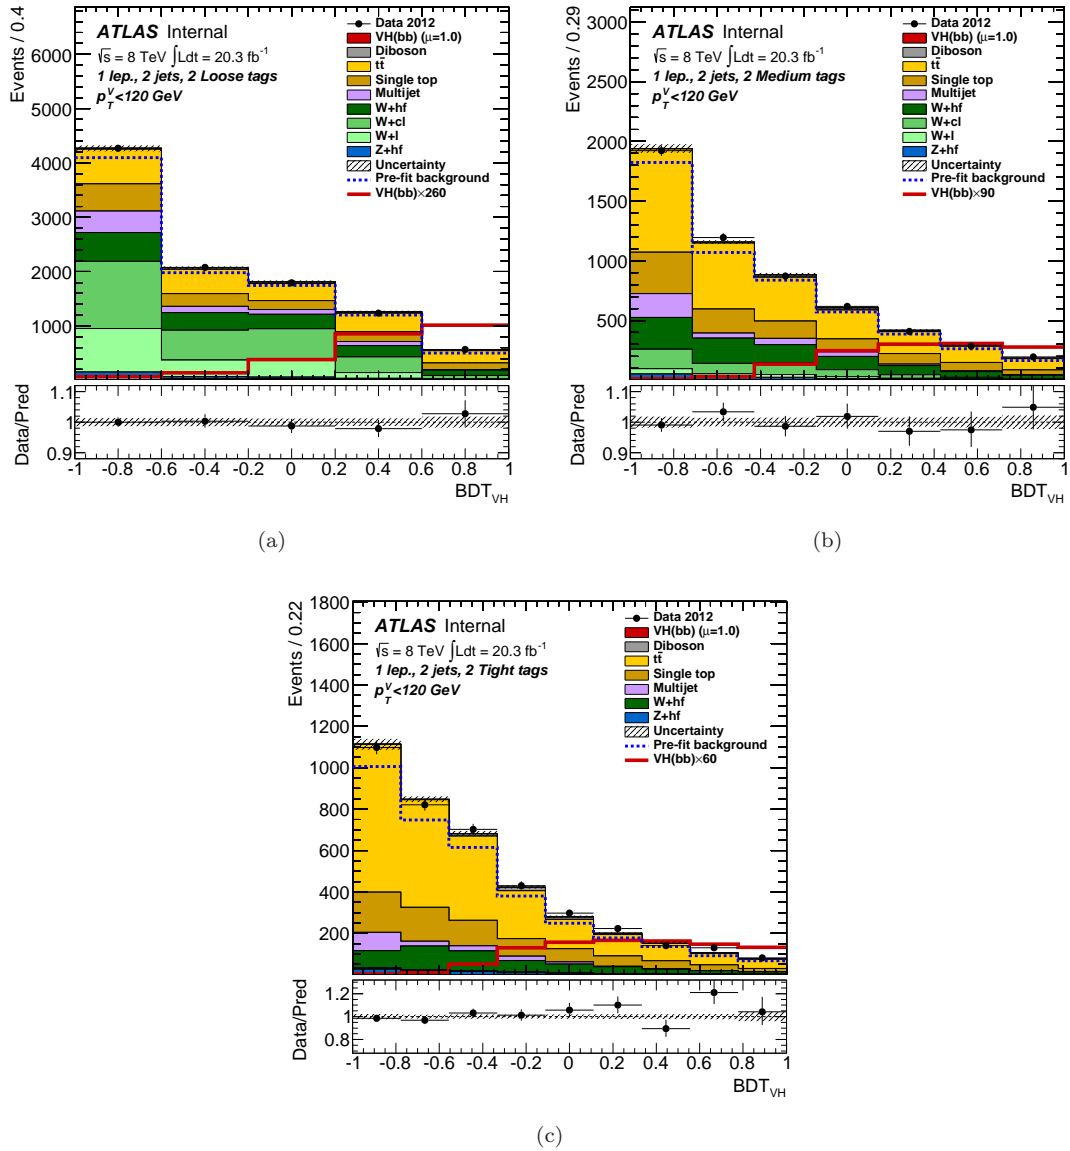 Events / 0.4
6000
5000
4000
3000
2000
1000
ATLAS Internal
√s = 8 TeV ∫Ldt = 20.3 fb⁻¹
1 lep., 2 jets, 2 Loose tags
p_T^V<120 GeV
Data 2012
VH(bb) (μ=1.0)
Diboson
tt̄
Single top
Multijet
W+hf
W+cl
W+l
Z+hf
Uncertainty
Pre-fit background
VH(bb)×260
Data/Pred
1.1
1
0.9
-1 -0.8 -0.6 -0.4 -0.2 0 0.2 0.4 0.6 0.8 1
BDT_VH
(a)
Events / 0.29
3000
2500
2000
1500
1000
500
ATLAS Internal
√s = 8 TeV ∫Ldt = 20.3 fb⁻¹
1 lep., 2 jets, 2 Medium tags
p_T^V<120 GeV
Data 2012
VH(bb) (μ=1.0)
Diboson
tt̄
Single top
Multijet
W+hf
W+cl
W+l
Z+hf
Uncertainty
Pre-fit background
VH(bb)×90
Data/Pred
1.1
1
0.9
-1 -0.8 -0.6 -0.4 -0.2 0 0.2 0.4 0.6 0.8 1
BDT_VH
(b)
Events / 0.22
1800
1600
1400
1200
1000
800
600
400
200
ATLAS Internal
√s = 8 TeV ∫Ldt = 20.3 fb⁻¹
1 lep., 2 jets, 2 Tight tags
p_T^V<120 GeV
Data 2012
VH(bb) (μ=1.0)
Diboson
tt̄
Single top
Multijet
W+hf
Z+hf
Uncertainty
Pre-fit background
VH(bb)×60
Data/Pred
1.2
1
0.8
-1 -0.8 -0.6 -0.4 -0.2 0 0.2 0.4 0.6 0.8 1
BDT_VH
(c)